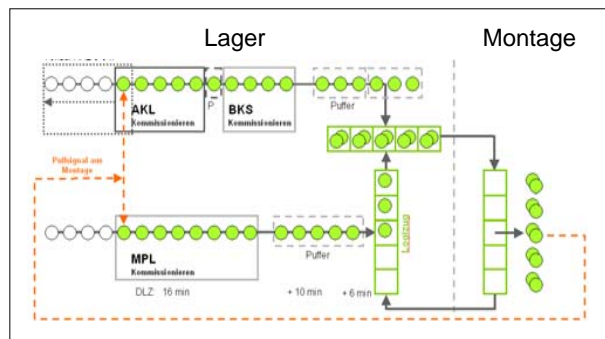 Lager
Montage
P
AKL
Kommissionieren
BKS
Kommissionieren
Puffer
Pullsignal aus
Montage
Logzug
MPL
Kommissionieren
Puffer
DLZ: 16 min
+ 10 min
+ 6 min